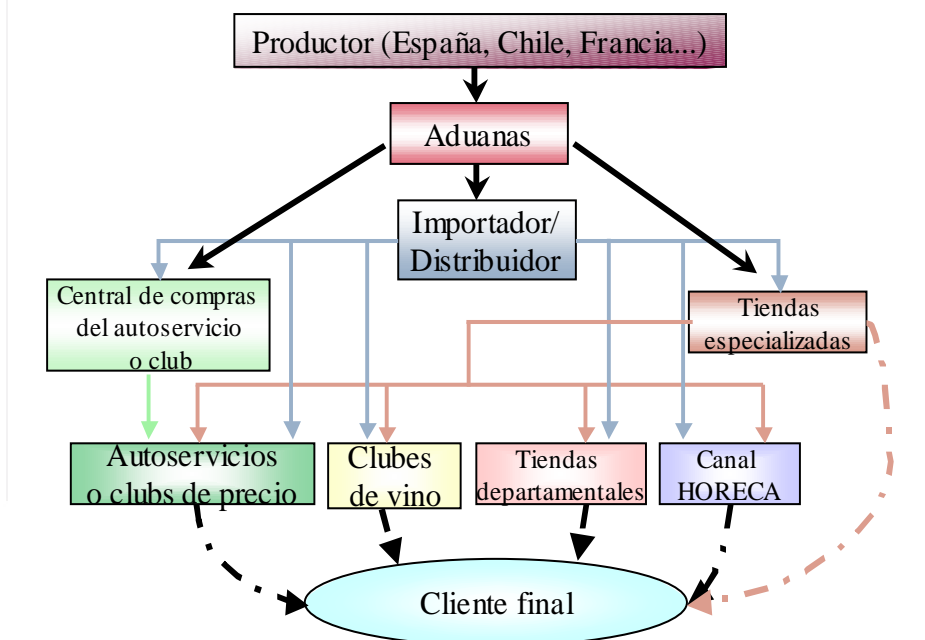 Productor (España, Chile, Francia...)
Aduanas
Importador/
Distribuidor
Central de compras
del autoservicio
o club
Tiendas
especializadas
Autoservicios
o clubs de precio
Clubes
de vino
Tiendas
departamentales
Canal
HORECA
Cliente final